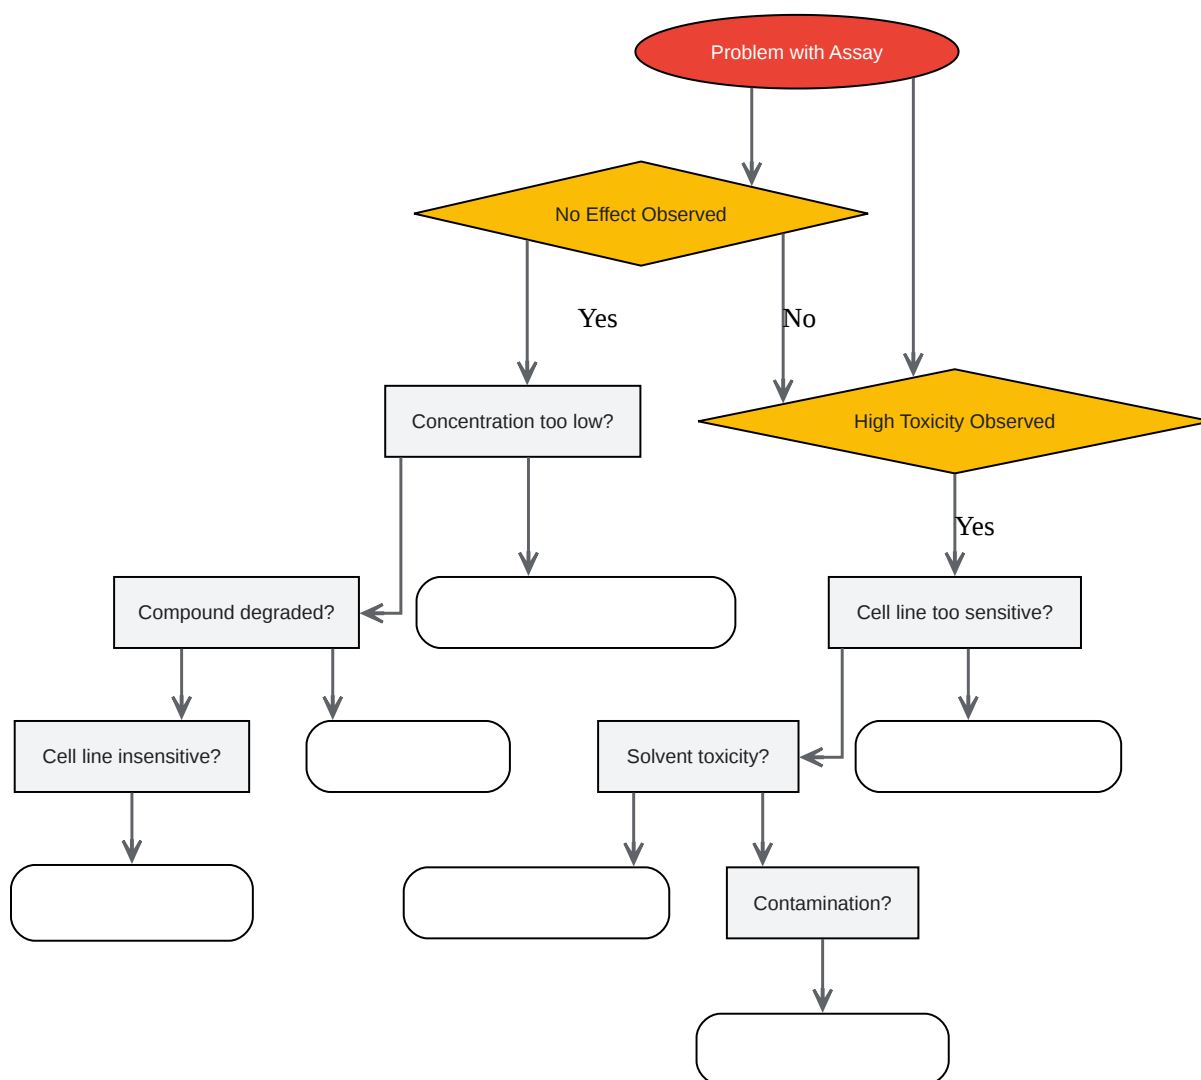 Problem with Assay
No Effect Observed
Yes
No
Concentration too low?
High Toxicity Observed
Yes
Compound degraded?
Cell line too sensitive?
Cell line insensitive?
Solvent toxicity?
Contamination?